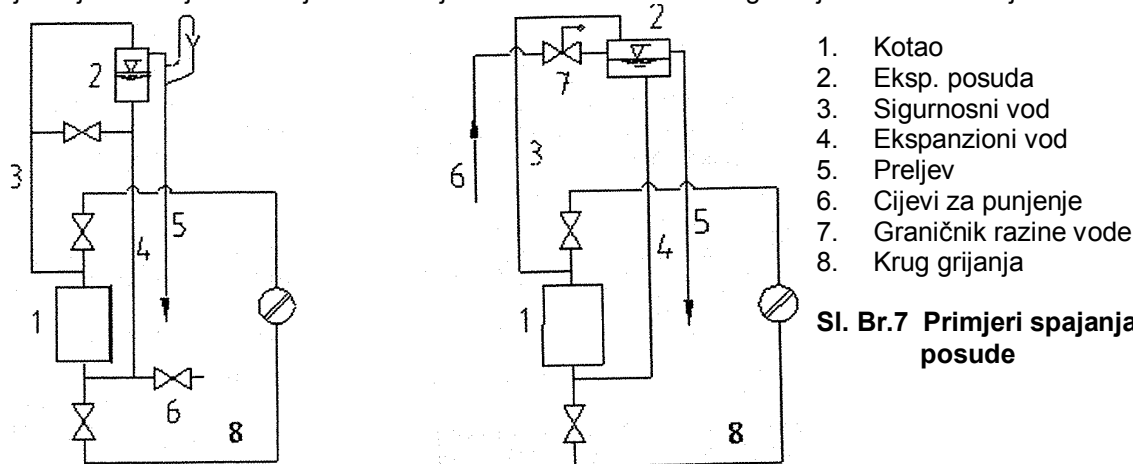 2
3
4
5
1
6
8
2
7
6
3
4
5
1
8
1. Kotao
2. Eksp. posuda
3. Sigurnosni vod
4. Ekspanzioni vod
5. Preljev
6. Cijevi za punjenje
7. Graničnik razine vode
8. Krug grijanja
Sl. Br.7 Primjeri spajanja
posude